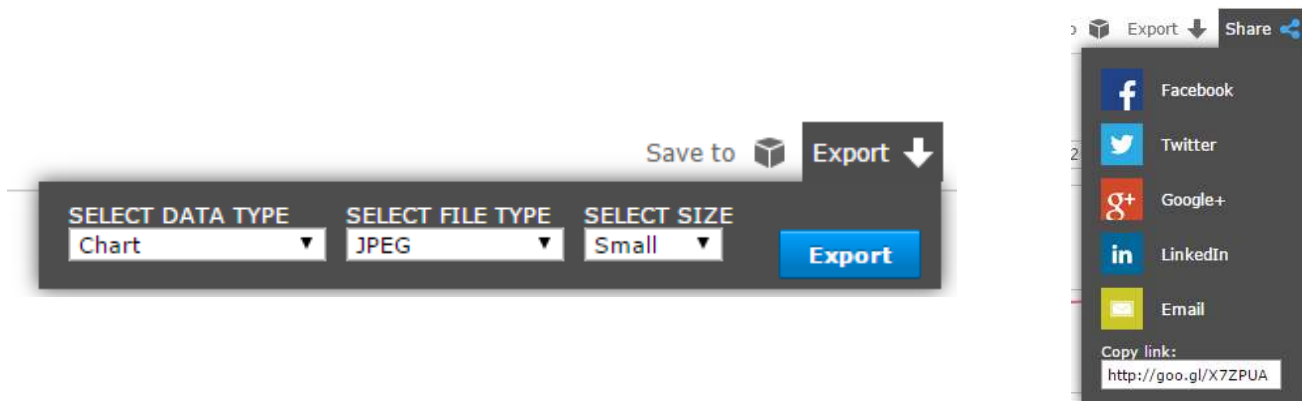 Save to Export
SELECT DATA TYPE SELECT FILE TYPE SELECT SIZE
Chart JPEG Small
Export
Export Share
Facebook
Twitter
Google+
LinkedIn
Email
Copy link:
http://goo.gl/X7ZPUA